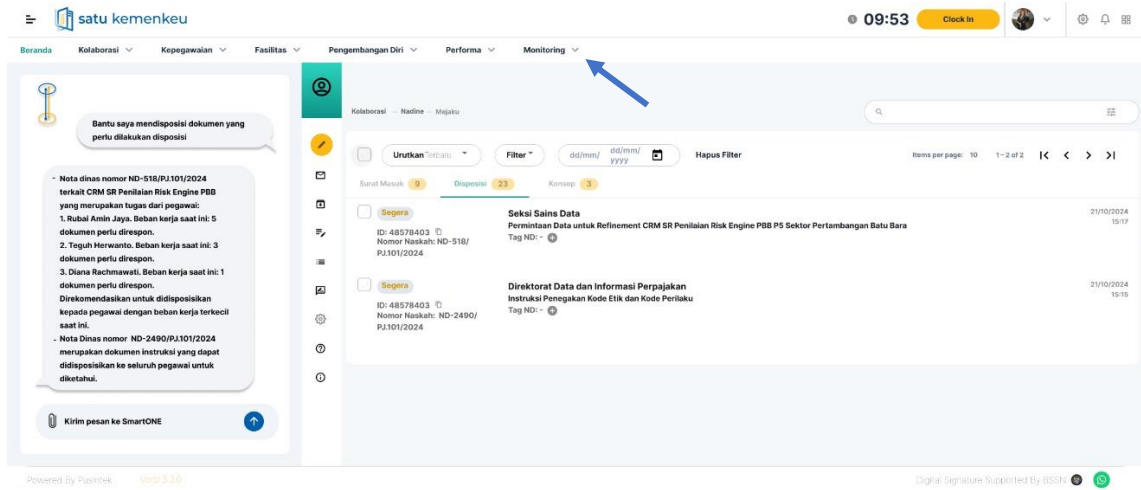 satu kemenkeu
09:53
Clock In
Beranda Kolaborasi Kepegawaian Fasilitas Pengembangan Diri Performa Monitoring
Bantu saya mendisposisi dokumen yang
perlu dilakukan disposisi
- Nota dinas nomor ND-518/PJ.101/2024
terkait CRM SR Penilaian Risk Engine PBB
yang merupakan tugas dari pegawai:
1. Rubai Amin Jaya. Beban kerja saat ini: 5
dokumen perlu direspon.
2. Teguh Herwanto. Beban kerja saat ini: 3
dokumen perlu direspon.
3. Diana Rachmawati. Beban kerja saat ini: 1
dokumen perlu direspon.
Direkomendasikan untuk didisposisikan
kepada pegawai dengan beban kerja terkecil
saat ini.
- Nota Dinas nomor ND-2490/PJ.101/2024
merupakan dokumen instruksi yang dapat
didisposisikan ke seluruh pegawai untuk
diketahui.
Kirim pesan ke SmartONE
Kolaborasi - Nadine - Mejaku
Urutkan Terbaru Filter dd/mm/ dd/mm/ yyyy Hapus Filter Items per page: 10 1 – 2 of 2
Surat Masuk 0 Disposisi 23 Konsep 3
Segera
ID: 48578403
Nomor Naskah: ND-518/
PJ.101/2024
Seksi Sains Data
Permintaan Data untuk Refinement CRM SR Penilaian Risk Engine PBB P5 Sektor Pertambangan Batu Bara
Tag ND: -
21/10/2024
15:17
Segera
ID: 48578403
Nomor Naskah: ND-2490/
PJ.101/2024
Direktorat Data dan Informasi Perpajakan
Instruksi Penegakan Kode Etik dan Kode Perilaku
Tag ND: -
21/10/2024
15:15
Powered By Pusintek Versi 3.3.0
Digital Signature Supported By BSSN